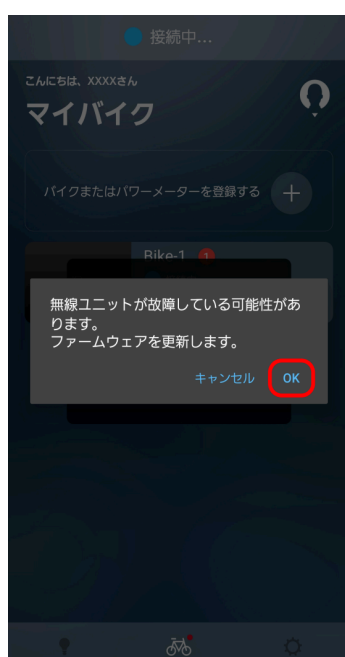 接続中...
こんにちは、XXXXさん
マイバイク
バイクまたはパワーメーターを登録する
Bike-1 1
無線ユニットが故障している可能性があ
ります。
ファームウェアを更新します。
キャンセル OK